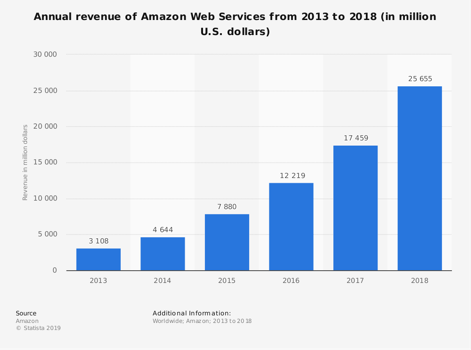 Annual revenue of Amazon Web Services from 2013 to 2018 (in million
U.S. dollars)
30 000
25 000
20 000
15 000
10 000
5 000
0
Revenue in million dollars
3 108
4 644
7 880
12 219
17 459
25 655
2013
2014
2015
2016
2017
2018
Source
Amazon
© Statista 2019
Additional Information:
Worldwide; Amazon; 2013 to 2018